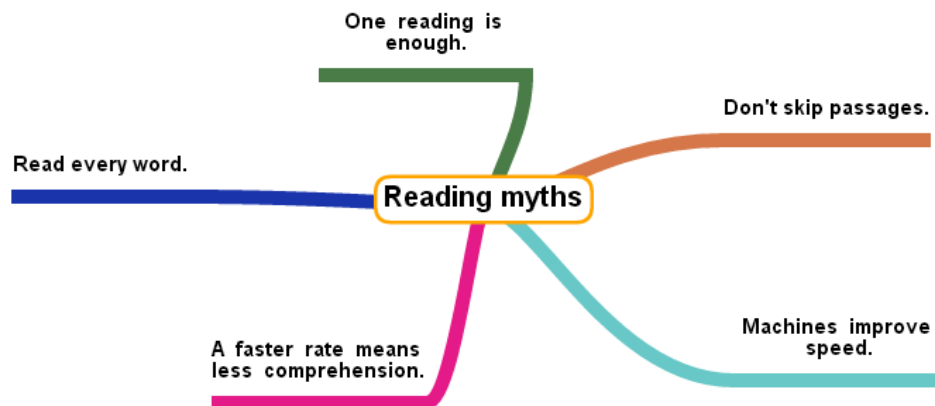 One reading is
enough.
Don't skip passages.
Read every word.
Reading myths
Machines improve
speed.
A faster rate means
less comprehension.